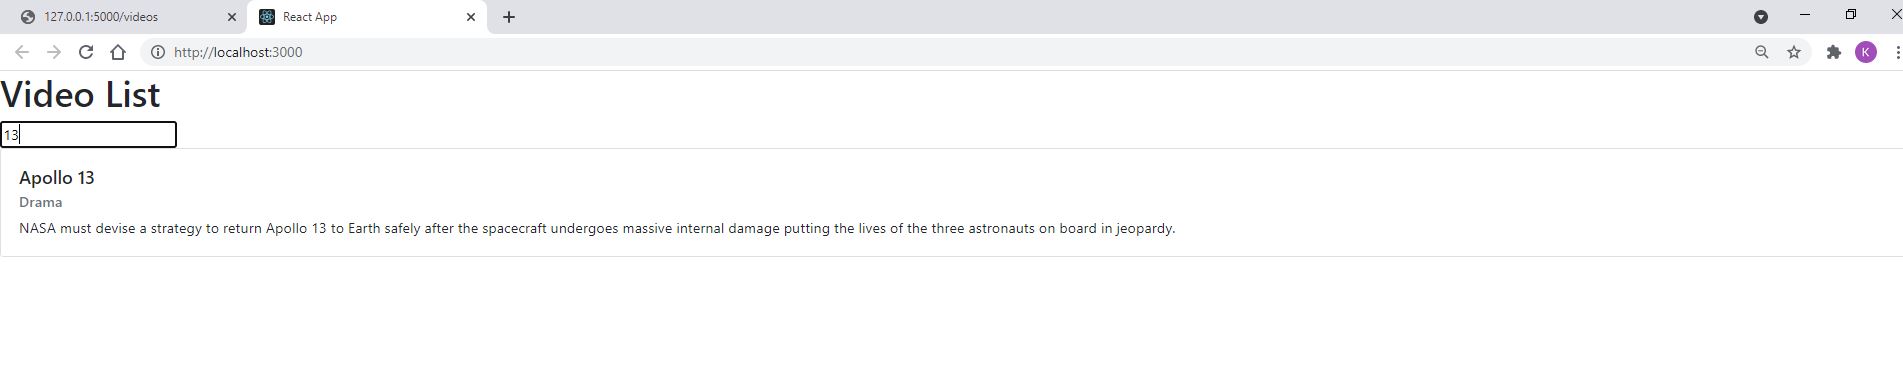 127.0.0.1:5000/videos
React App
http://localhost:3000
K
Video List
13
Apollo 13
Drama
NASA must devise a strategy to return Apollo 13 to Earth safely after the spacecraft undergoes massive internal damage putting the lives of the three astronauts on board in jeopardy.